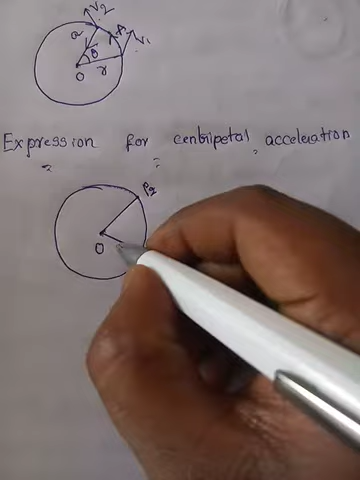 V₂
a
V₁
θ
O r
Expression for centripetal acceleration
P₂
O